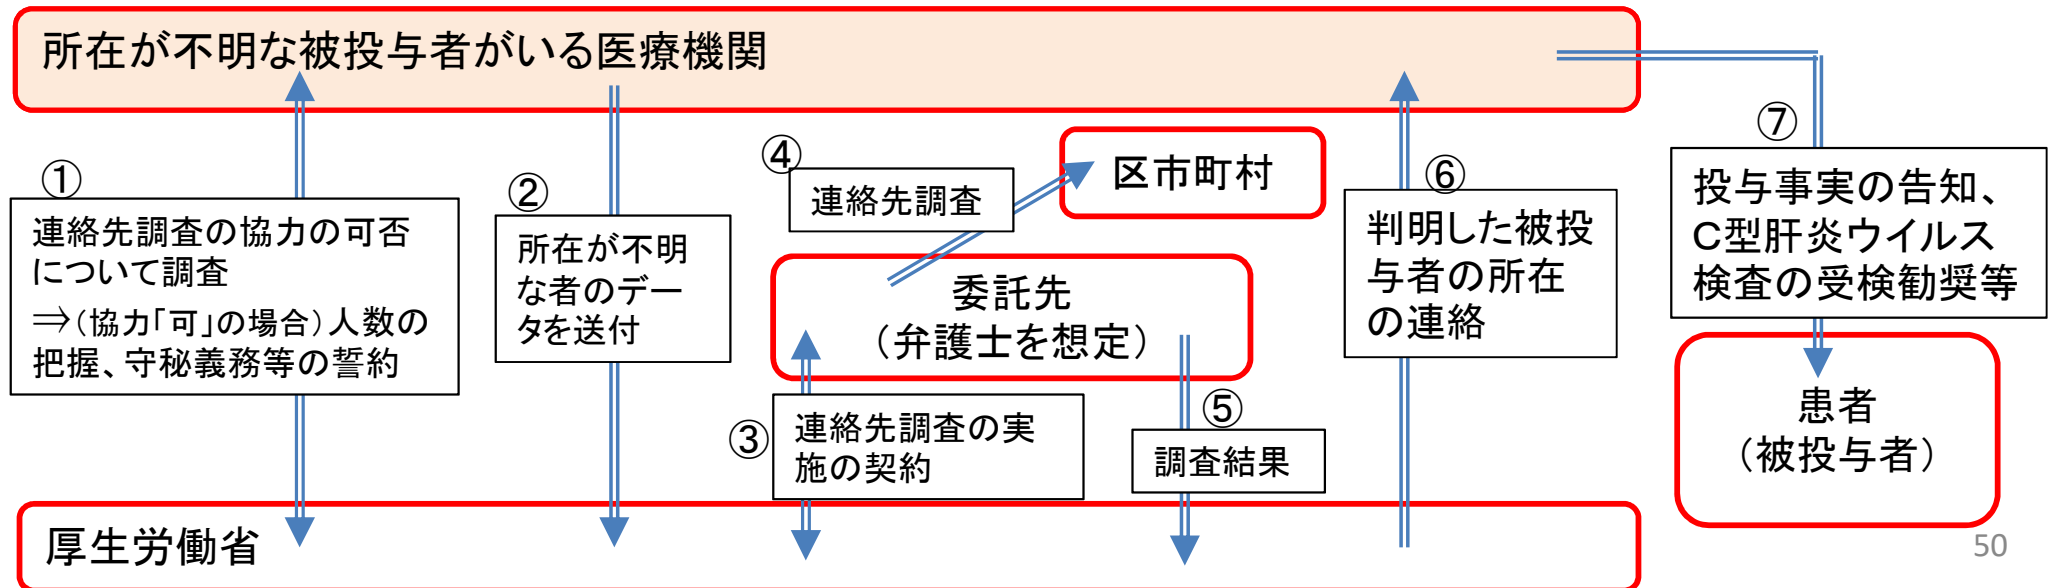 所在が不明な被投与者がいる医療機関
①
連絡先調査の協力の可否
について調査
⇒(協力「可」の場合)人数の
把握、守秘義務等の誓約
②
所在が不明
な者のデー
タを送付
④
連絡先調査
区市町村
委託先
（弁護士を想定）
③
連絡先調査の実
施の契約
⑤
調査結果
⑥
判明した被投
与者の所在
の連絡
⑦
投与事実の告知、
C型肝炎ウイルス
検査の受検勧奨等
患者
（被投与者）
厚生労働省
50